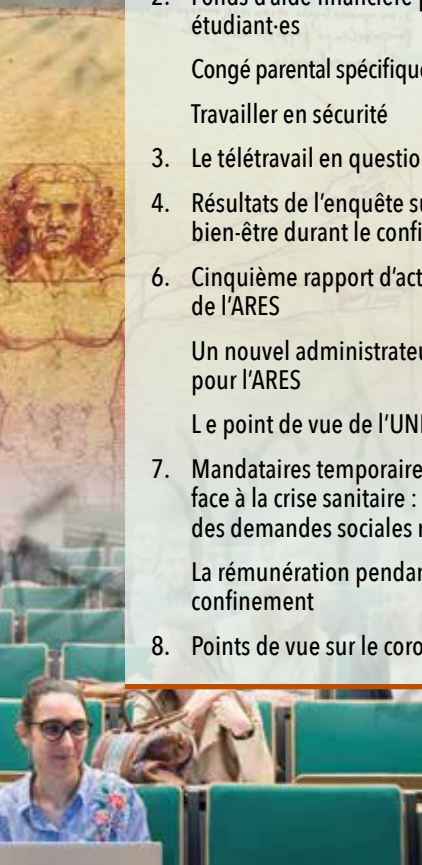 2. Fonds d'aide financière p
étudiant·es
Congé parental spécifique
Travailler en sécurité
3. Le télétravail en question
4. Résultats de l'enquête su
bien-être durant le confi
6. Cinquième rapport d'act
de l'ARES
Un nouvel administrateu
pour l'ARES
L e point de vue de l'UN
7. Mandataires temporaire
face à la crise sanitaire :
des demandes sociales
La rémunération pendan
confinement
8. Points de vue sur le coro